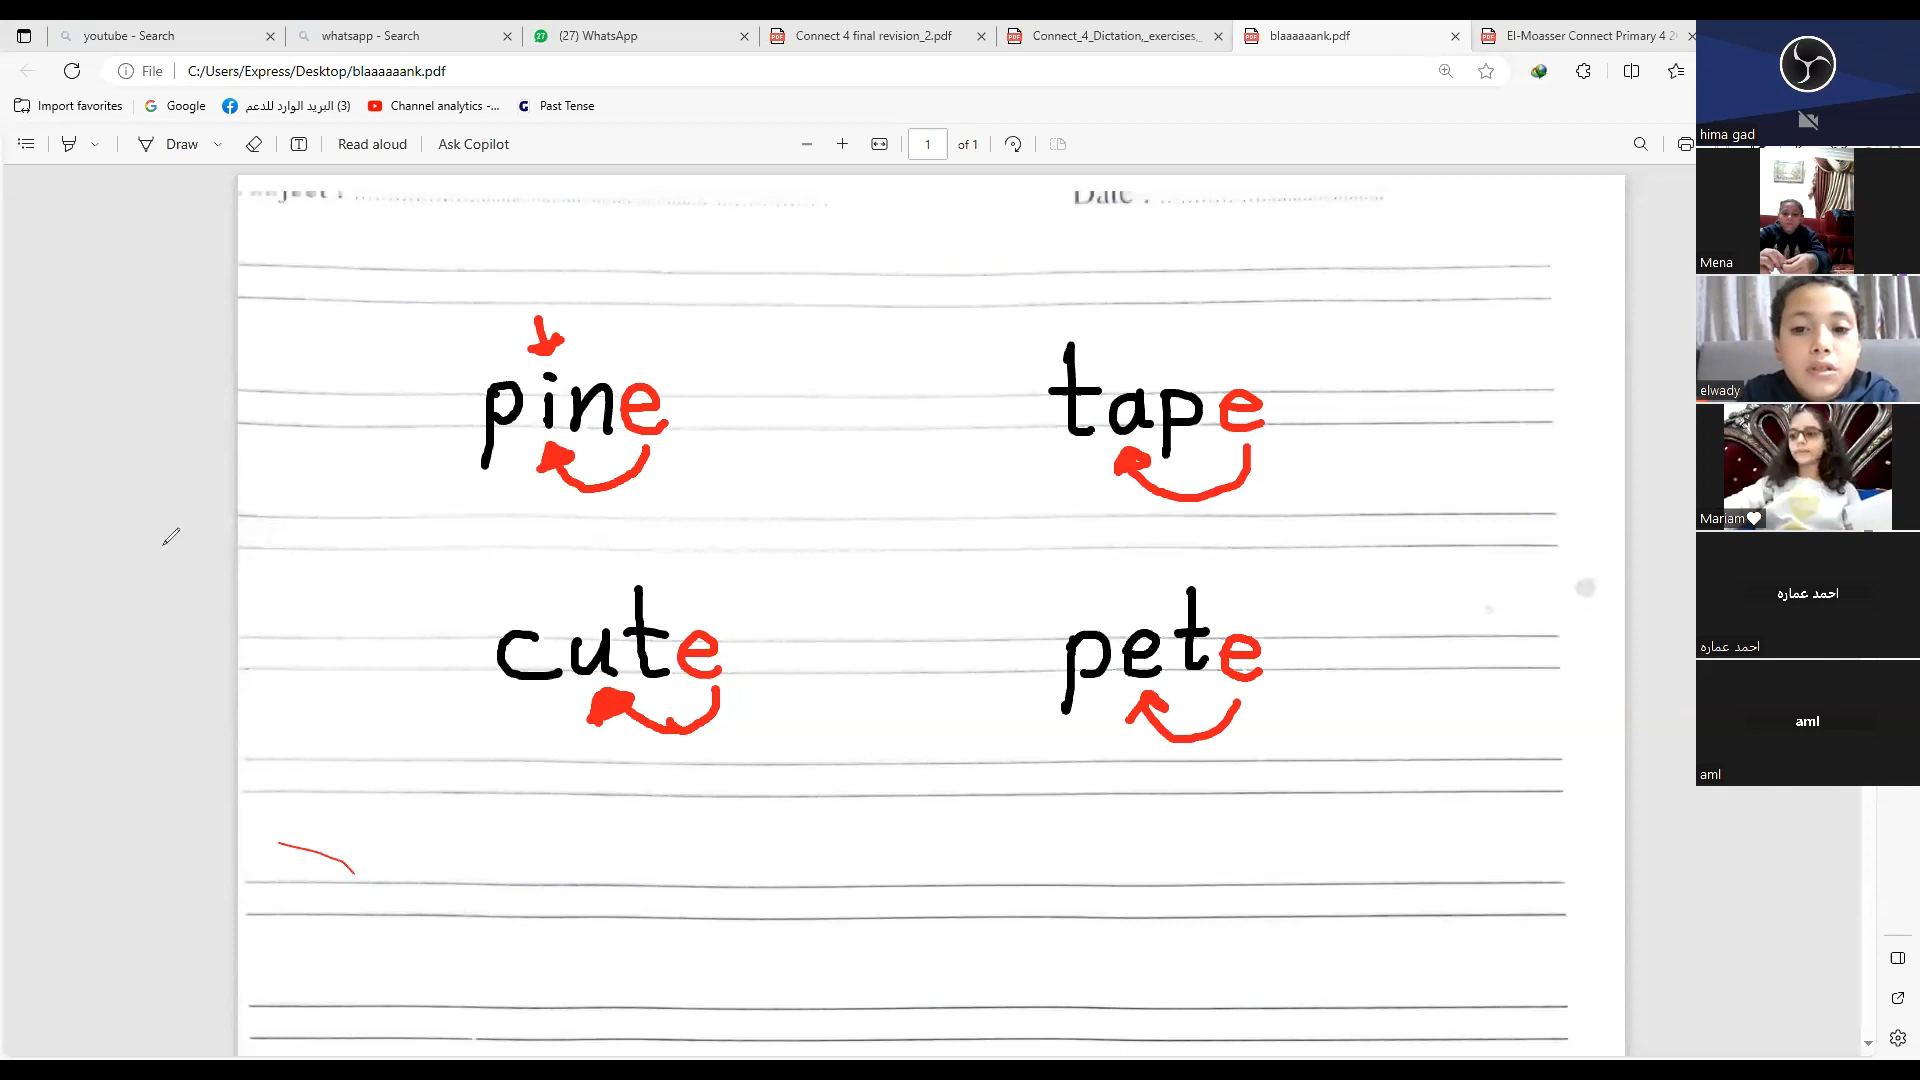 youtube - Search
whatsapp - Search
(27) WhatsApp
Connect 4 final revision_2.pdf
Connect_4_Dictation,_exercises,_
blaaaaaank.pdf
El-Moasser Connect Primary 4 2
File
C:/Users/Express/Desktop/blaaaaaank.pdf
Import favorites
Google
(3) البريد الوارد للدعم
Channel analytics -...
Past Tense
Draw
Read aloud
Ask Copilot
1 of 1
Date :
pine
tape
cute
pete
hima gad
Mena
elwady
Mariam🤍
احمد عماره
احمد عماره
aml
aml